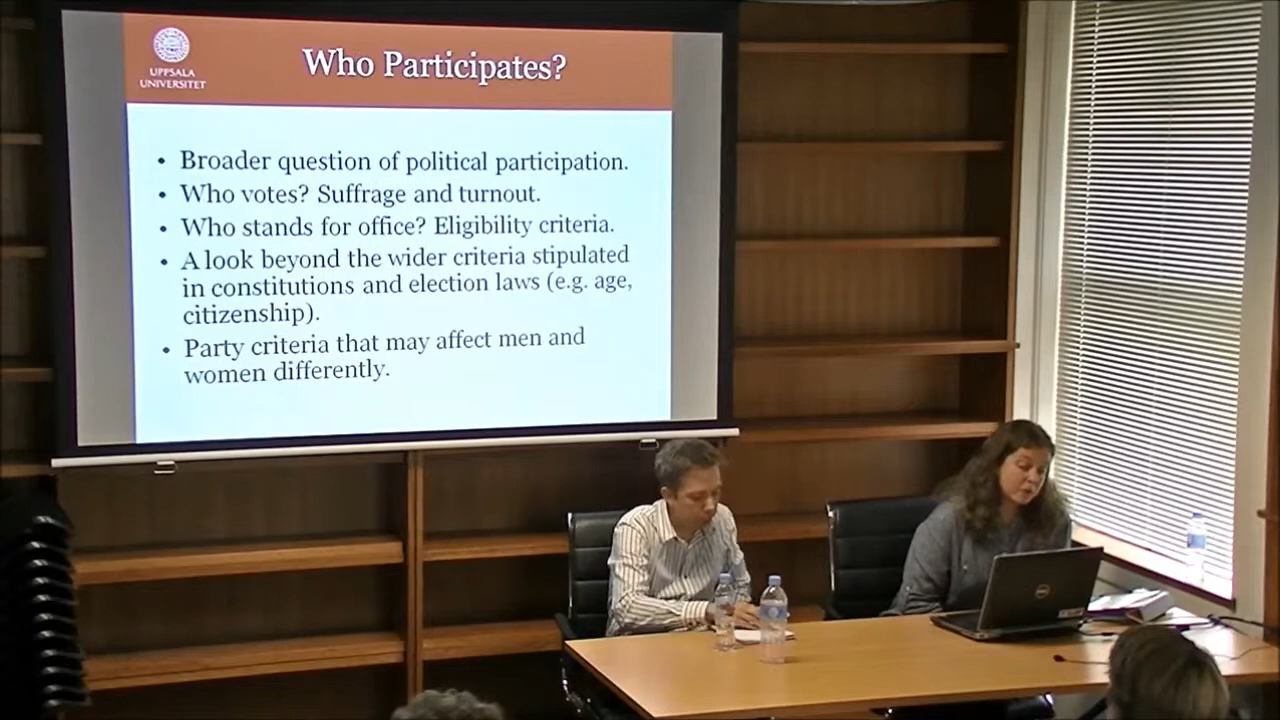 UPPSALA
UNIVERSITET
Who Participates?
• Broader question of political participation.
• Who votes? Suffrage and turnout.
• Who stands for office? Eligibility criteria.
• A look beyond the wider criteria stipulated
in constitutions and election laws (e.g. age,
citizenship).
• Party criteria that may affect men and
women differently.
DELL